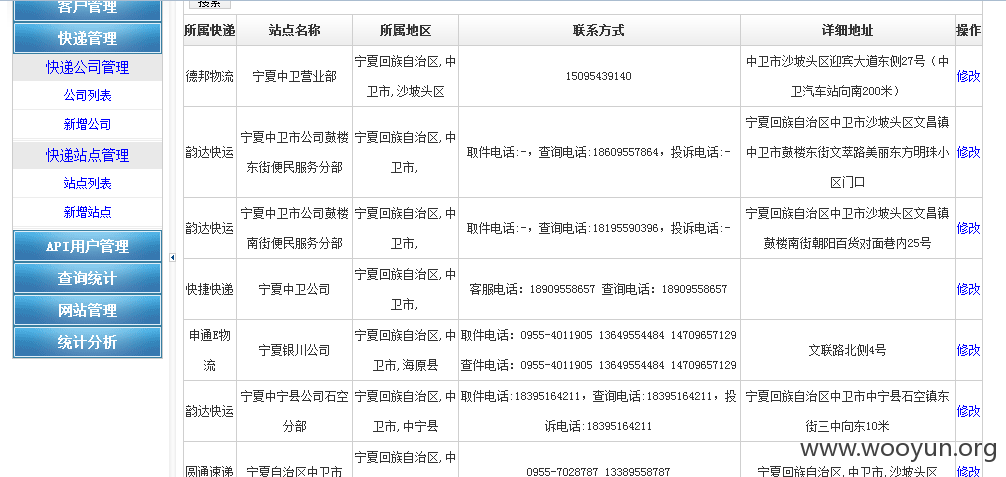 搜索
客户管理
快递管理
快递公司管理
公司列表
新增公司
快递站点管理
站点列表
新增站点
API用户管理
查询统计
网站管理
统计分析
所属快递 站点名称 所属地区 联系方式 详细地址 操作
德邦物流
宁夏中卫营业部
宁夏回族自治区,中
卫市,沙坡头区
15095439140
中卫市沙坡头区迎宾大道东侧27号（中
卫汽车站向南200米）
修改
韵达快运
宁夏中卫市公司鼓楼
东街便民服务分部
宁夏回族自治区,中
卫市,
取件电话:-，查询电话:18609557864，投诉电话:-
宁夏回族自治区中卫市沙坡头区文昌镇
中卫市鼓楼东街文萃路美丽东方明珠小
区门口
修改
韵达快运
宁夏中卫市公司鼓楼
南街便民服务分部
宁夏回族自治区,中
卫市,
取件电话:-，查询电话:18195590396，投诉电话:-
宁夏回族自治区中卫市沙坡头区文昌镇
鼓楼南街朝阳百货对面巷内25号
修改
快捷快递
宁夏中卫公司
宁夏回族自治区,中
卫市,
客服电话：18909558657 查询电话：18909558657
修改
申通E物
流
宁夏银川公司
宁夏回族自治区,中
卫市,海原县
取件电话：0955-4011905 13649554484 14709657129
查件电话：0955-4011905 13649554484 14709657129
文联路北侧4号
修改
韵达快运
宁夏中宁县公司石空
分部
宁夏回族自治区,中
卫市,中宁县
取件电话:18395164211，查询电话:18395164211，投
诉电话:18395164211
宁夏回族自治区中卫市中宁县石空镇东
街三中向东10米
修改
圆通速递
宁夏自治区中卫市
宁夏回族自治区,中
0955-7028787 13389558787
宁夏回族自治区,中卫市,沙坡头区
修改
www.wooyun.org